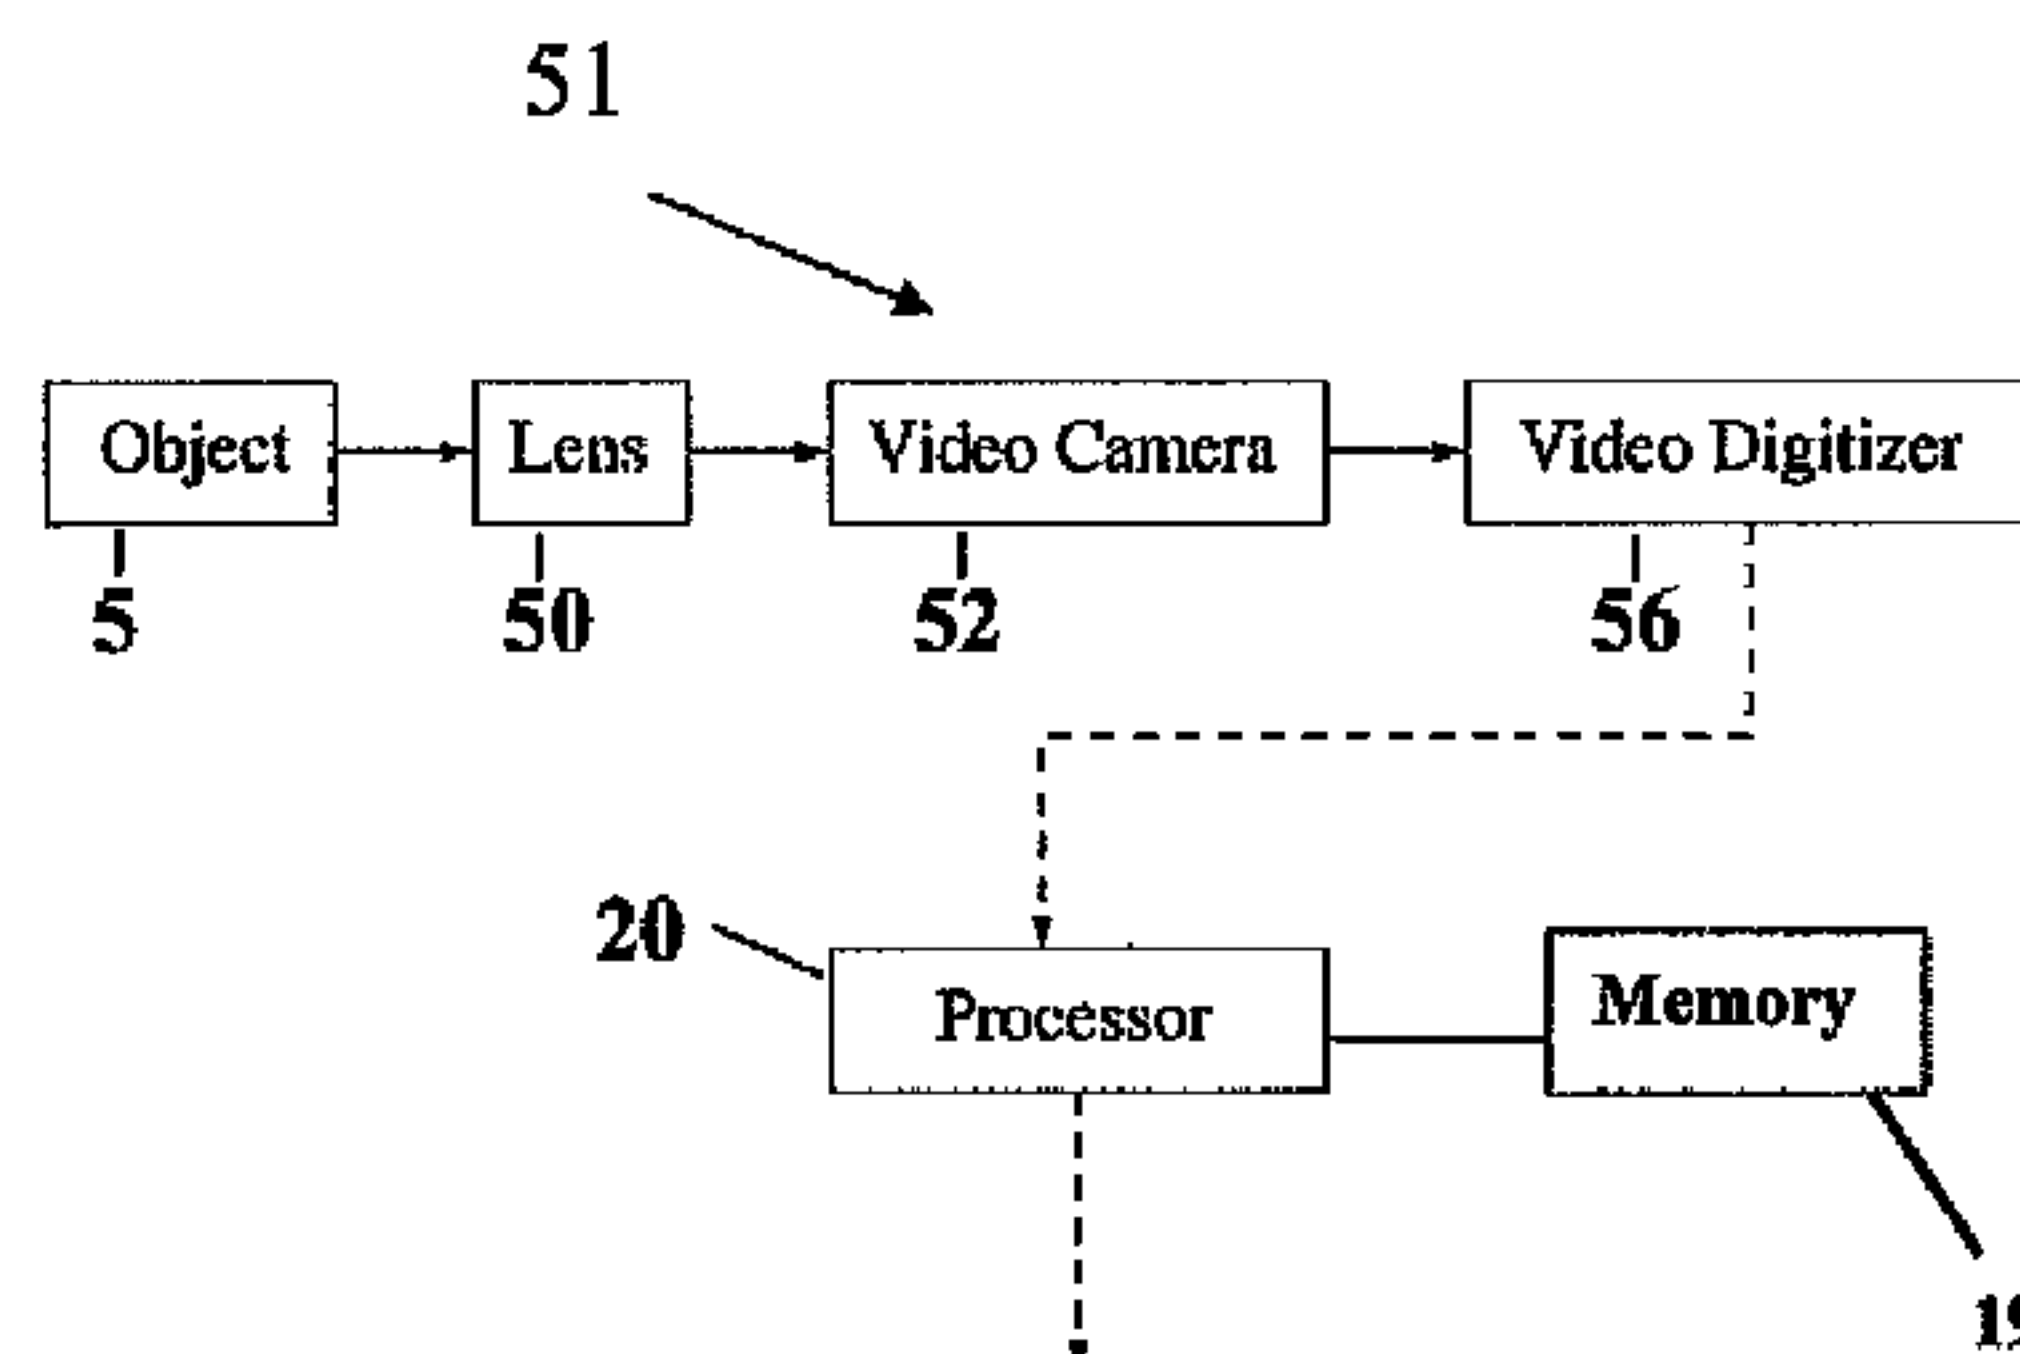 51
Object
Lens
Video Camera
Video Digitizer
5
50
52
56
20
Processor
Memory